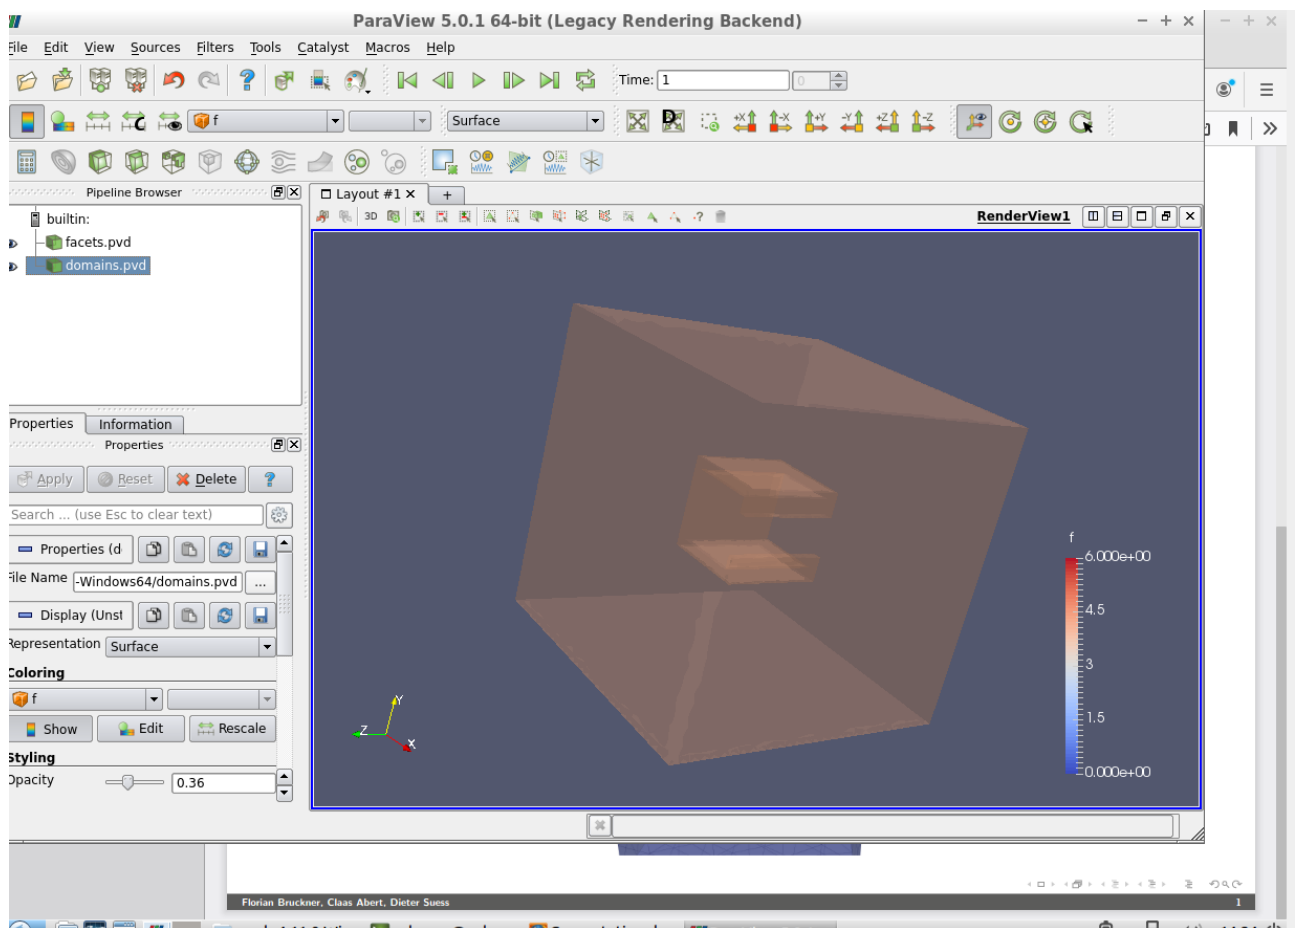 ParaView 5.0.1 64-bit (Legacy Rendering Backend)
File Edit View Sources Filters Tools Catalyst Macros Help
Time: 1 0
f Surface
Pipeline Browser
Layout #1
builtin:
3D
RenderView1
facets.pvd
domains.pvd
Properties Information
Properties
Apply Reset Delete
Search ... (use Esc to clear text)
Properties (d
File Name -Windows64/domains.pvd ...
Display (Unst
Representation Surface
Coloring
f
Show Edit Rescale
Styling
Opacity 0.36
Y
Z
X
f
6.000e+00
4.5
3
1.5
0.000e+00
Florian Bruckner, Claas Abert, Dieter Suess 1